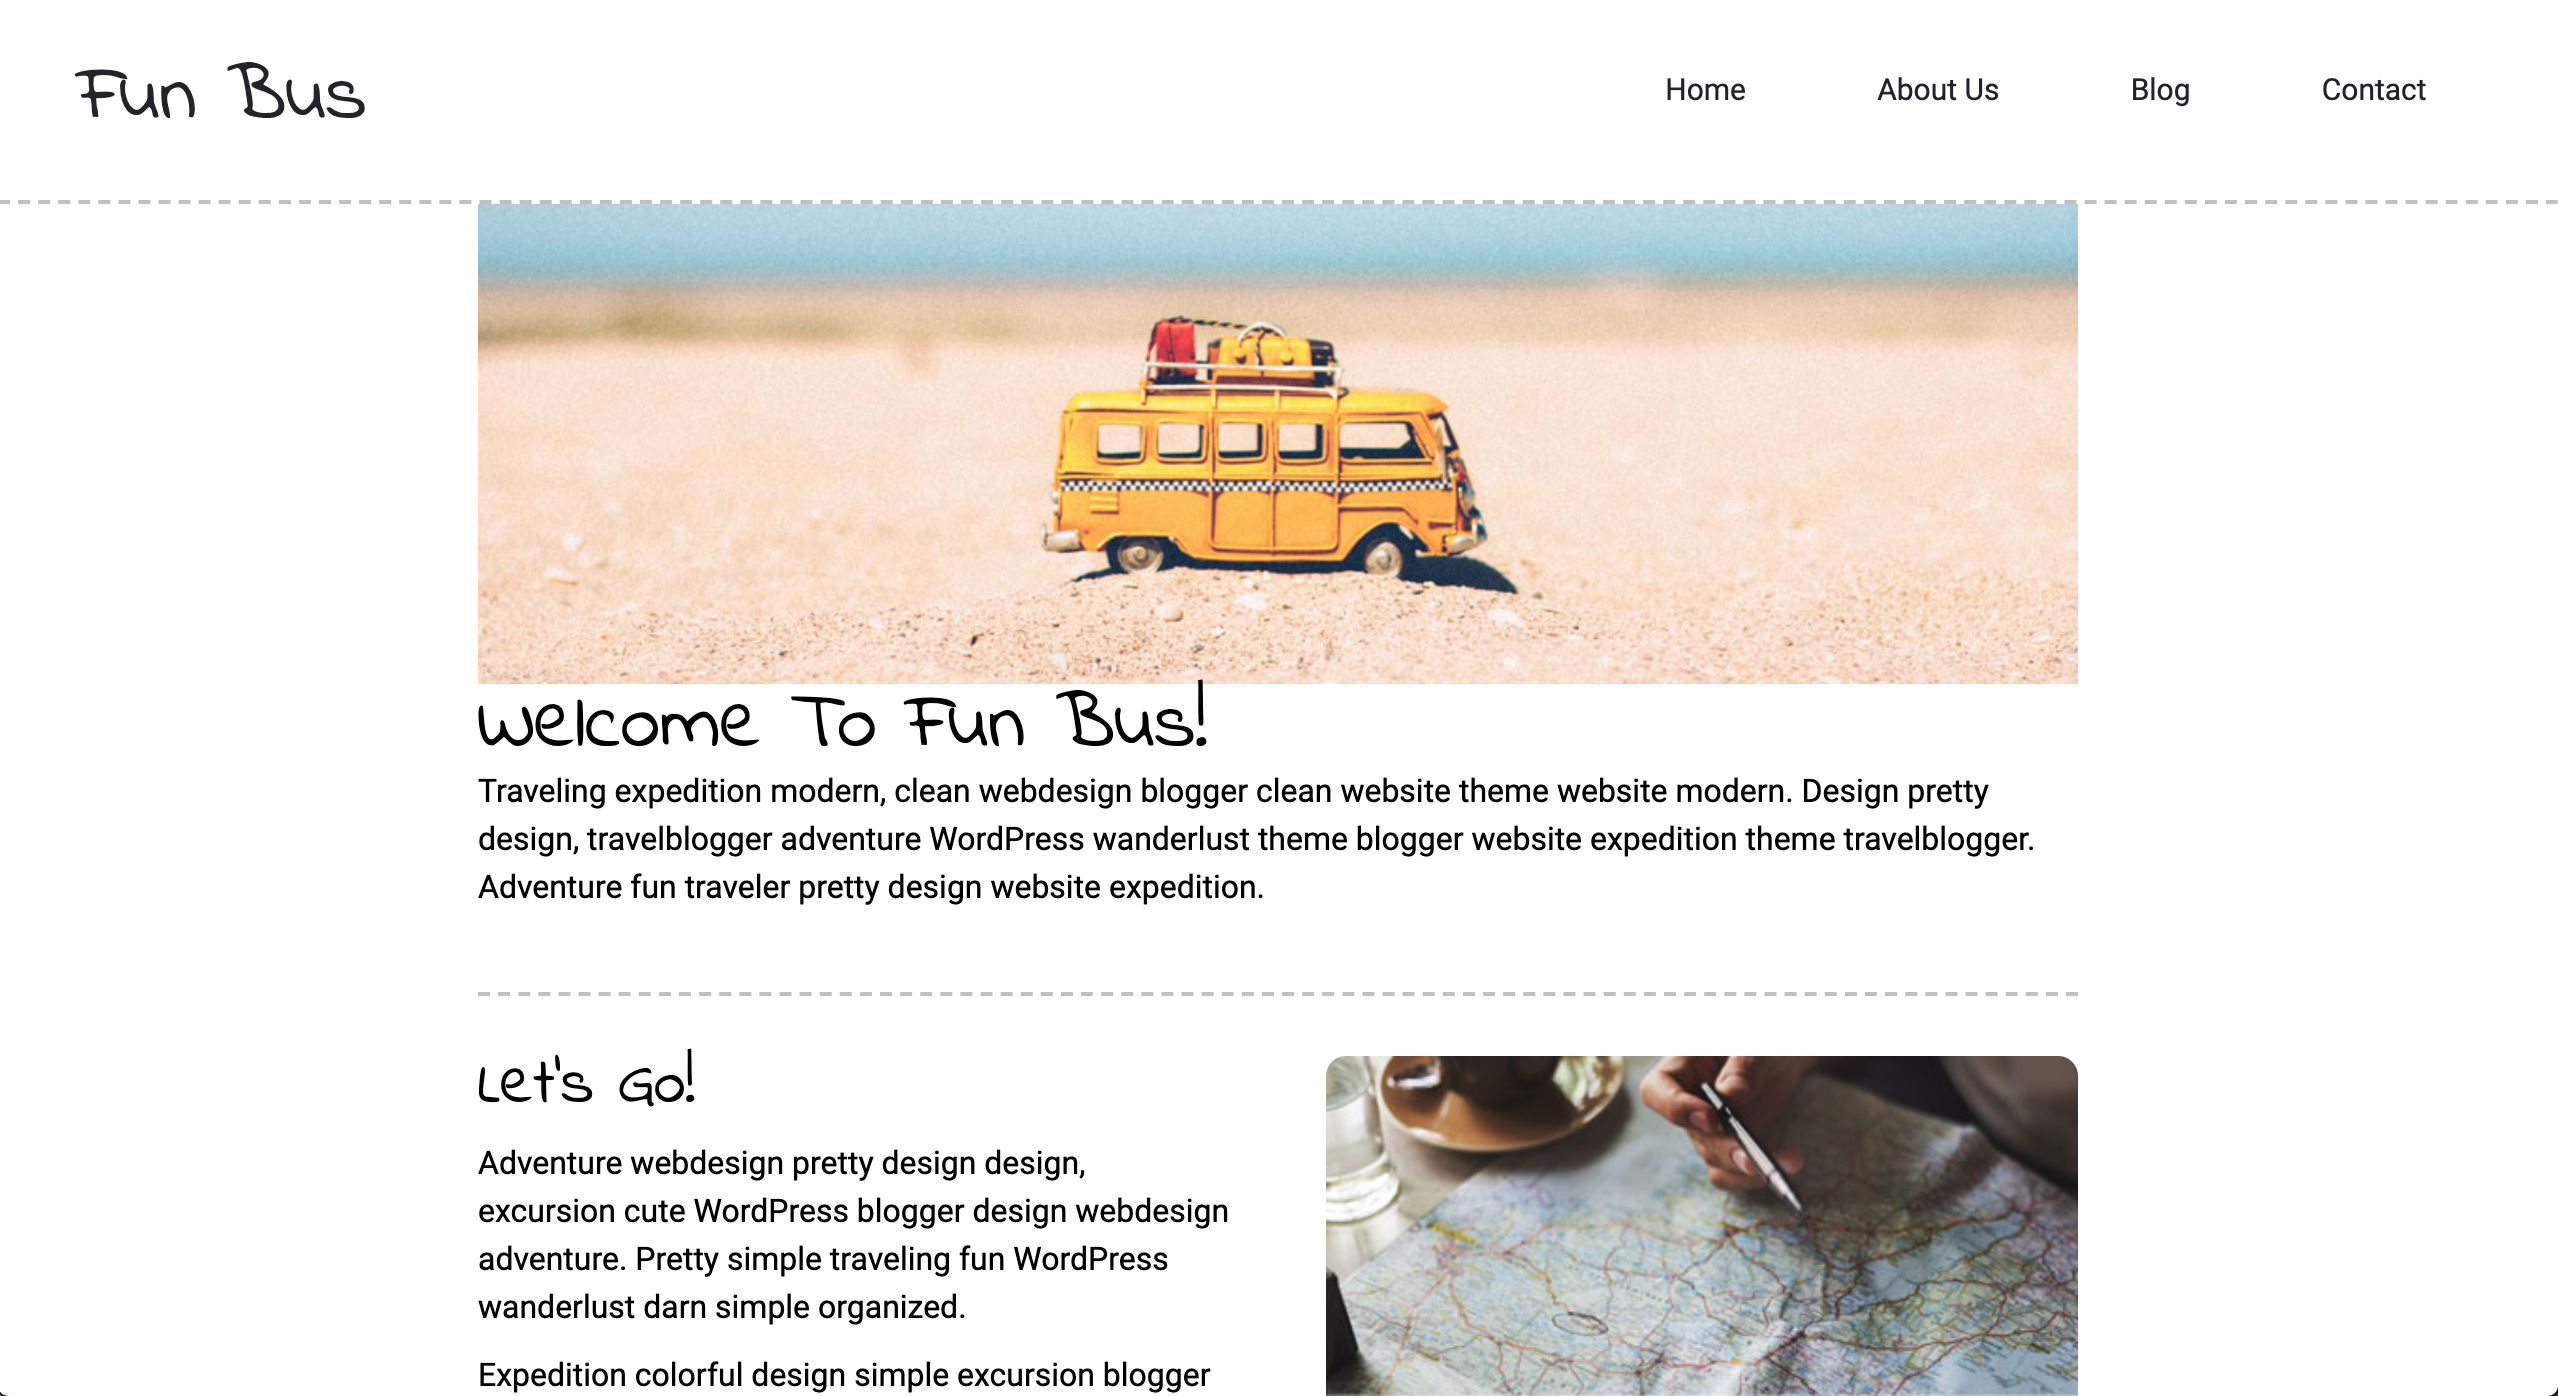 Fun Bus
Home
About Us
Blog
Contact
Welcome To Fun Bus!
Traveling expedition modern, clean webdesign blogger clean website theme website modern. Design pretty
design, travelblogger adventure WordPress wanderlust theme blogger website expedition theme travelblogger.
Adventure fun traveler pretty design website expedition.
Let's Go!
Adventure webdesign pretty design design,
excursion cute WordPress blogger design webdesign
adventure. Pretty simple traveling fun WordPress
wanderlust darn simple organized.
Expedition colorful design simple excursion blogger